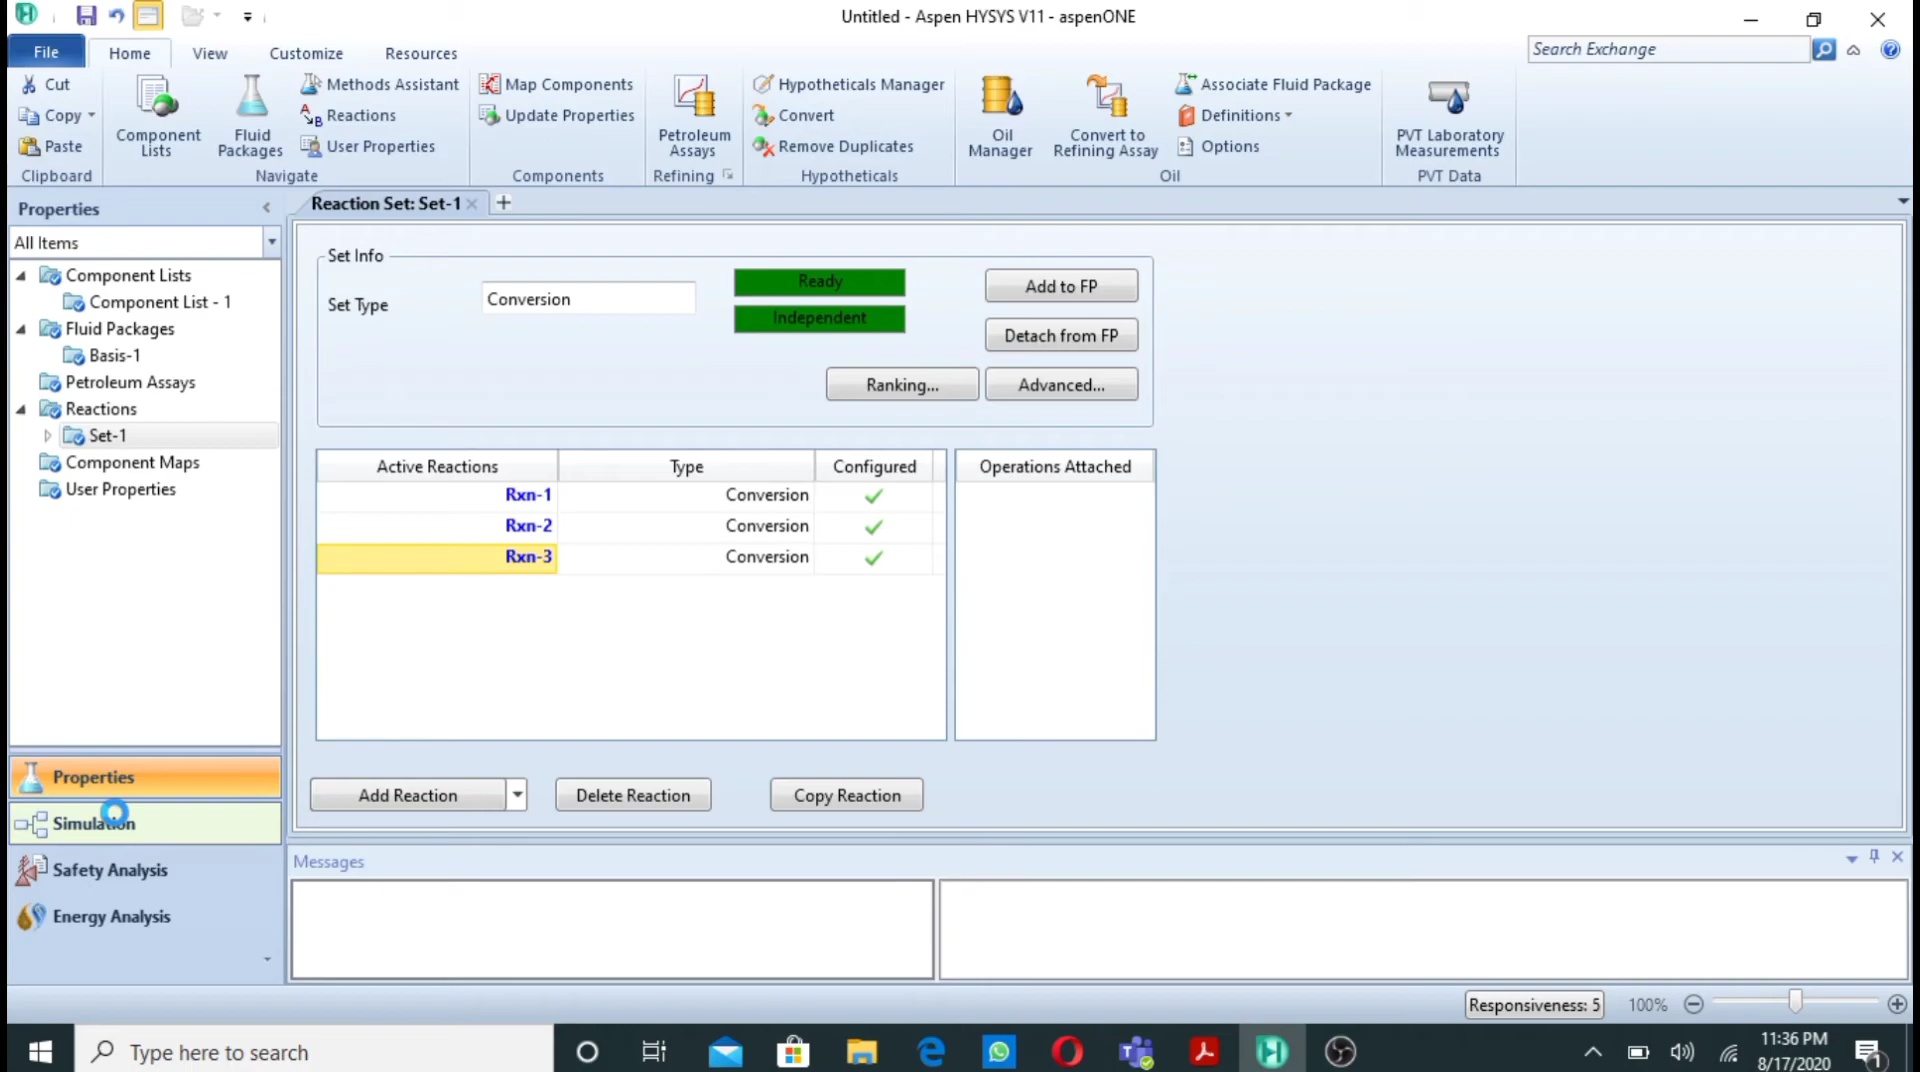 Untitled - Aspen HYSYS V11 - aspenONE
File Home View Customize Resources
Search Exchange
Cut
Copy
Paste
Clipboard
Component Lists
Fluid Packages
Methods Assistant
Reactions
User Properties
Navigate
Map Components
Update Properties
Components
Petroleum Assays
Refining
Hypotheticals Manager
Convert
Remove Duplicates
Hypotheticals
Oil Manager
Convert to Refining Assay
Associate Fluid Package
Definitions
Options
Oil
PVT Laboratory Measurements
PVT Data
Properties
All Items
Component Lists
Component List - 1
Fluid Packages
Basis-1
Petroleum Assays
Reactions
Set-1
Component Maps
User Properties
Properties
Simulation
Safety Analysis
Energy Analysis
Reaction Set: Set-1
Set Info
Set Type Conversion
Ready
Independent
Add to FP
Detach from FP
Ranking... Advanced...
Active Reactions Type Configured
Rxn-1 Conversion
Rxn-2 Conversion
Rxn-3 Conversion
Operations Attached
Add Reaction Delete Reaction Copy Reaction
Messages
Responsiveness: 5 100%
Type here to search
11:36 PM
8/17/2020
1